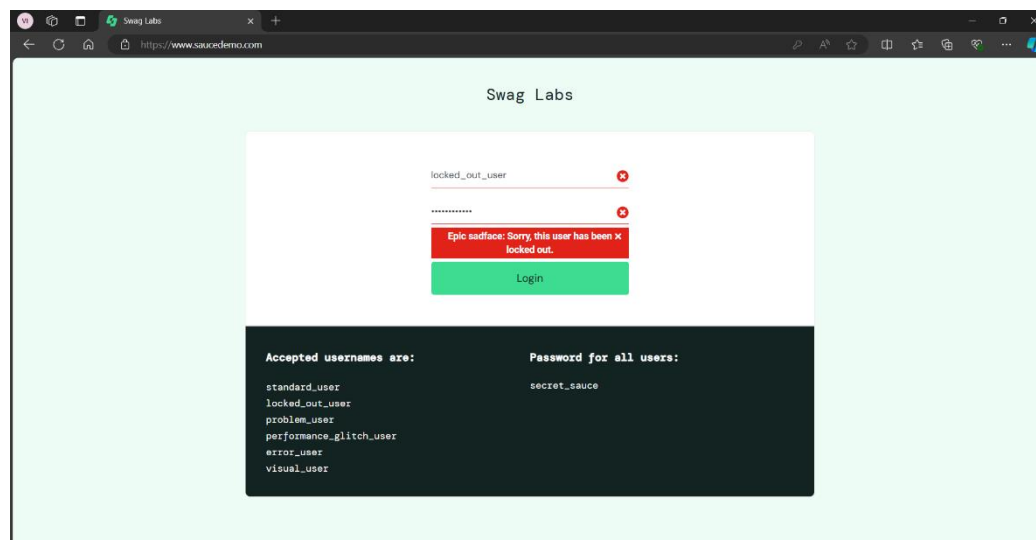 VI
Swag Labs
https://www.saucedemo.com
Swag Labs
locked_out_user
••••••••••••
Epic sadface: Sorry, this user has been
locked out.
Login
Accepted usernames are:
standard_user
locked_out_user
problem_user
performance_glitch_user
error_user
visual_user
Password for all users:
secret_sauce